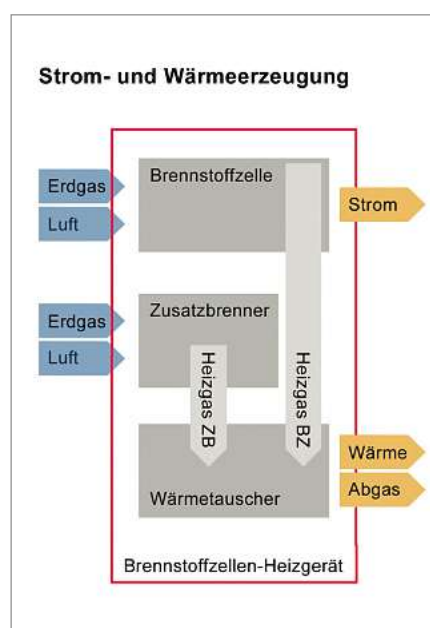 Strom- und Wärmeerzeugung
Erdgas
Luft
Brennstoffzelle
Strom
Erdgas
Luft
Zusatzbrenner
Heizgas ZB
Heizgas BZ
Wärmetauscher
Wärme
Abgas
Brennstoffzellen-Heizgerät